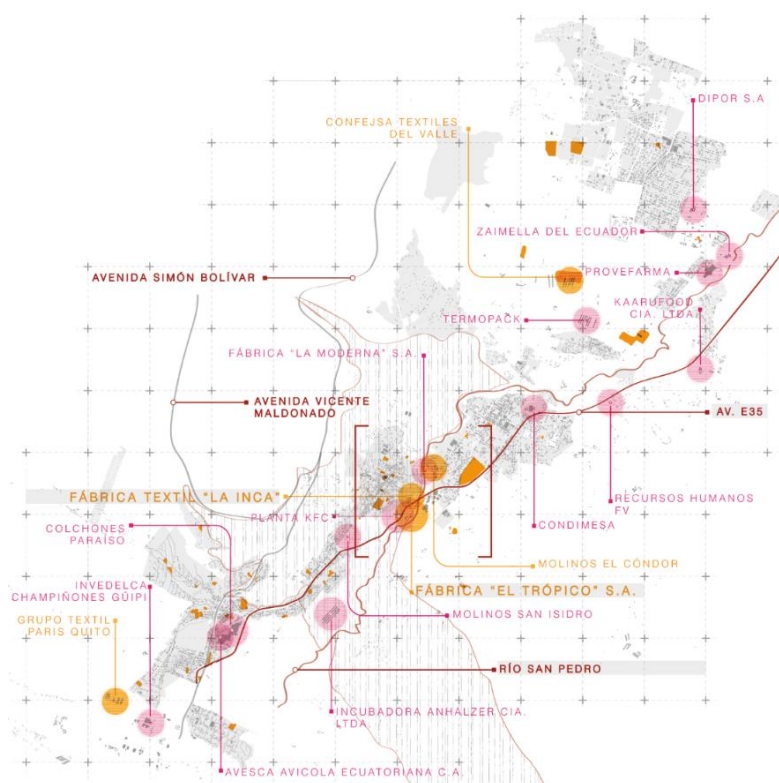 DIPOR S.A
CONFEJSA TEXTILES
DEL VALLE
ZAIMELLA DEL ECUADOR
AVENIDA SIMÓN BOLÍVAR
PROVEFARMA
KAARUFOOD
CIA. LTDA.
TERMOPACK
FÁBRICA "LA MODERNA" S.A.
AVENIDA VICENTE
MALDONADO
AV. E35
FÁBRICA TEXTIL "LA INCA"
RECURSOS HUMANOS
FV
PLANTA KFC
CONDIMESA
COLCHONES
PARAÍSO
MOLINOS EL CÓNDOR
INVEDELCA
CHAMPIÑONES GÜIPI
FÁBRICA "EL TRÓPICO" S.A.
MOLINOS SAN ISIDRO
GRUPO TEXTIL
PARIS QUITO
RÍO SAN PEDRO
INCUBADORA ANHALZER CIA.
LTDA
AVESCA AVICOLA ECUATORIANA C.A.